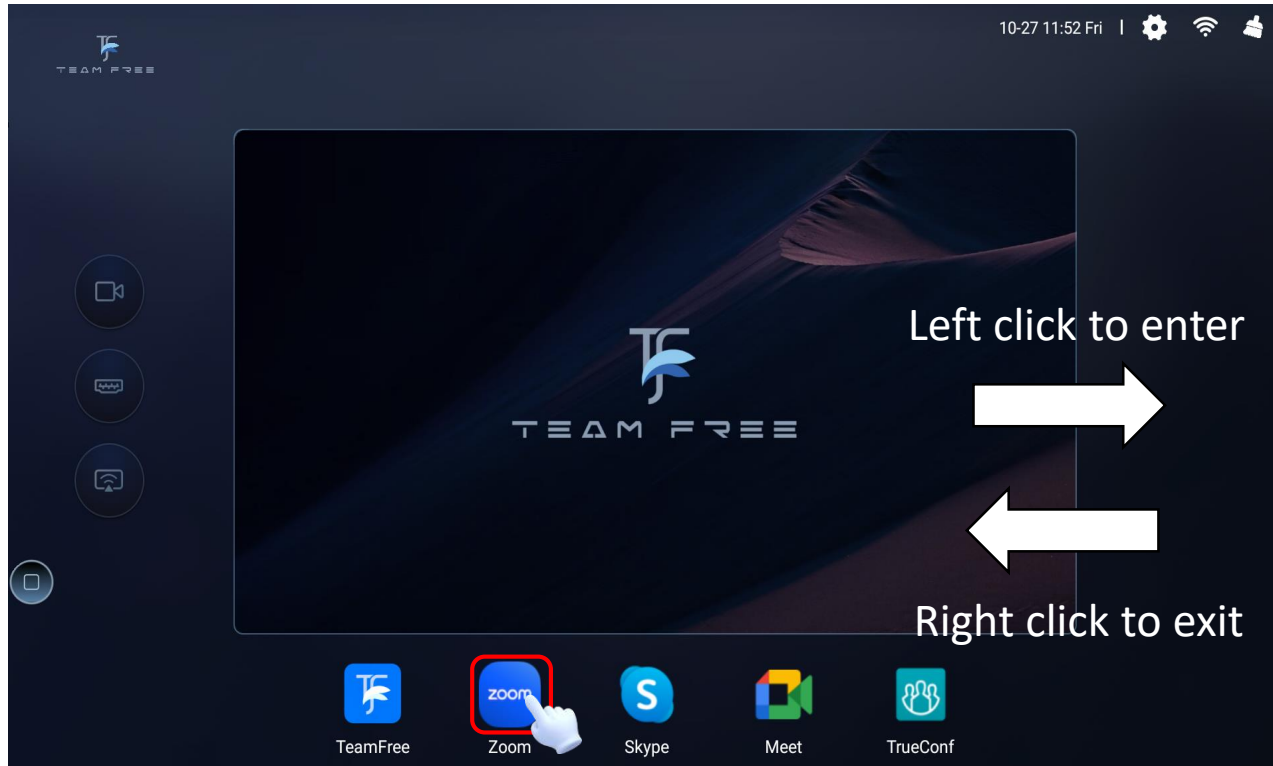 10-27 11:52 Fri |
TEAM FREE
Left click to enter
TEAM FREE
Right click to exit
zoom
S
TeamFree
Zoom
Skype
Meet
TrueConf